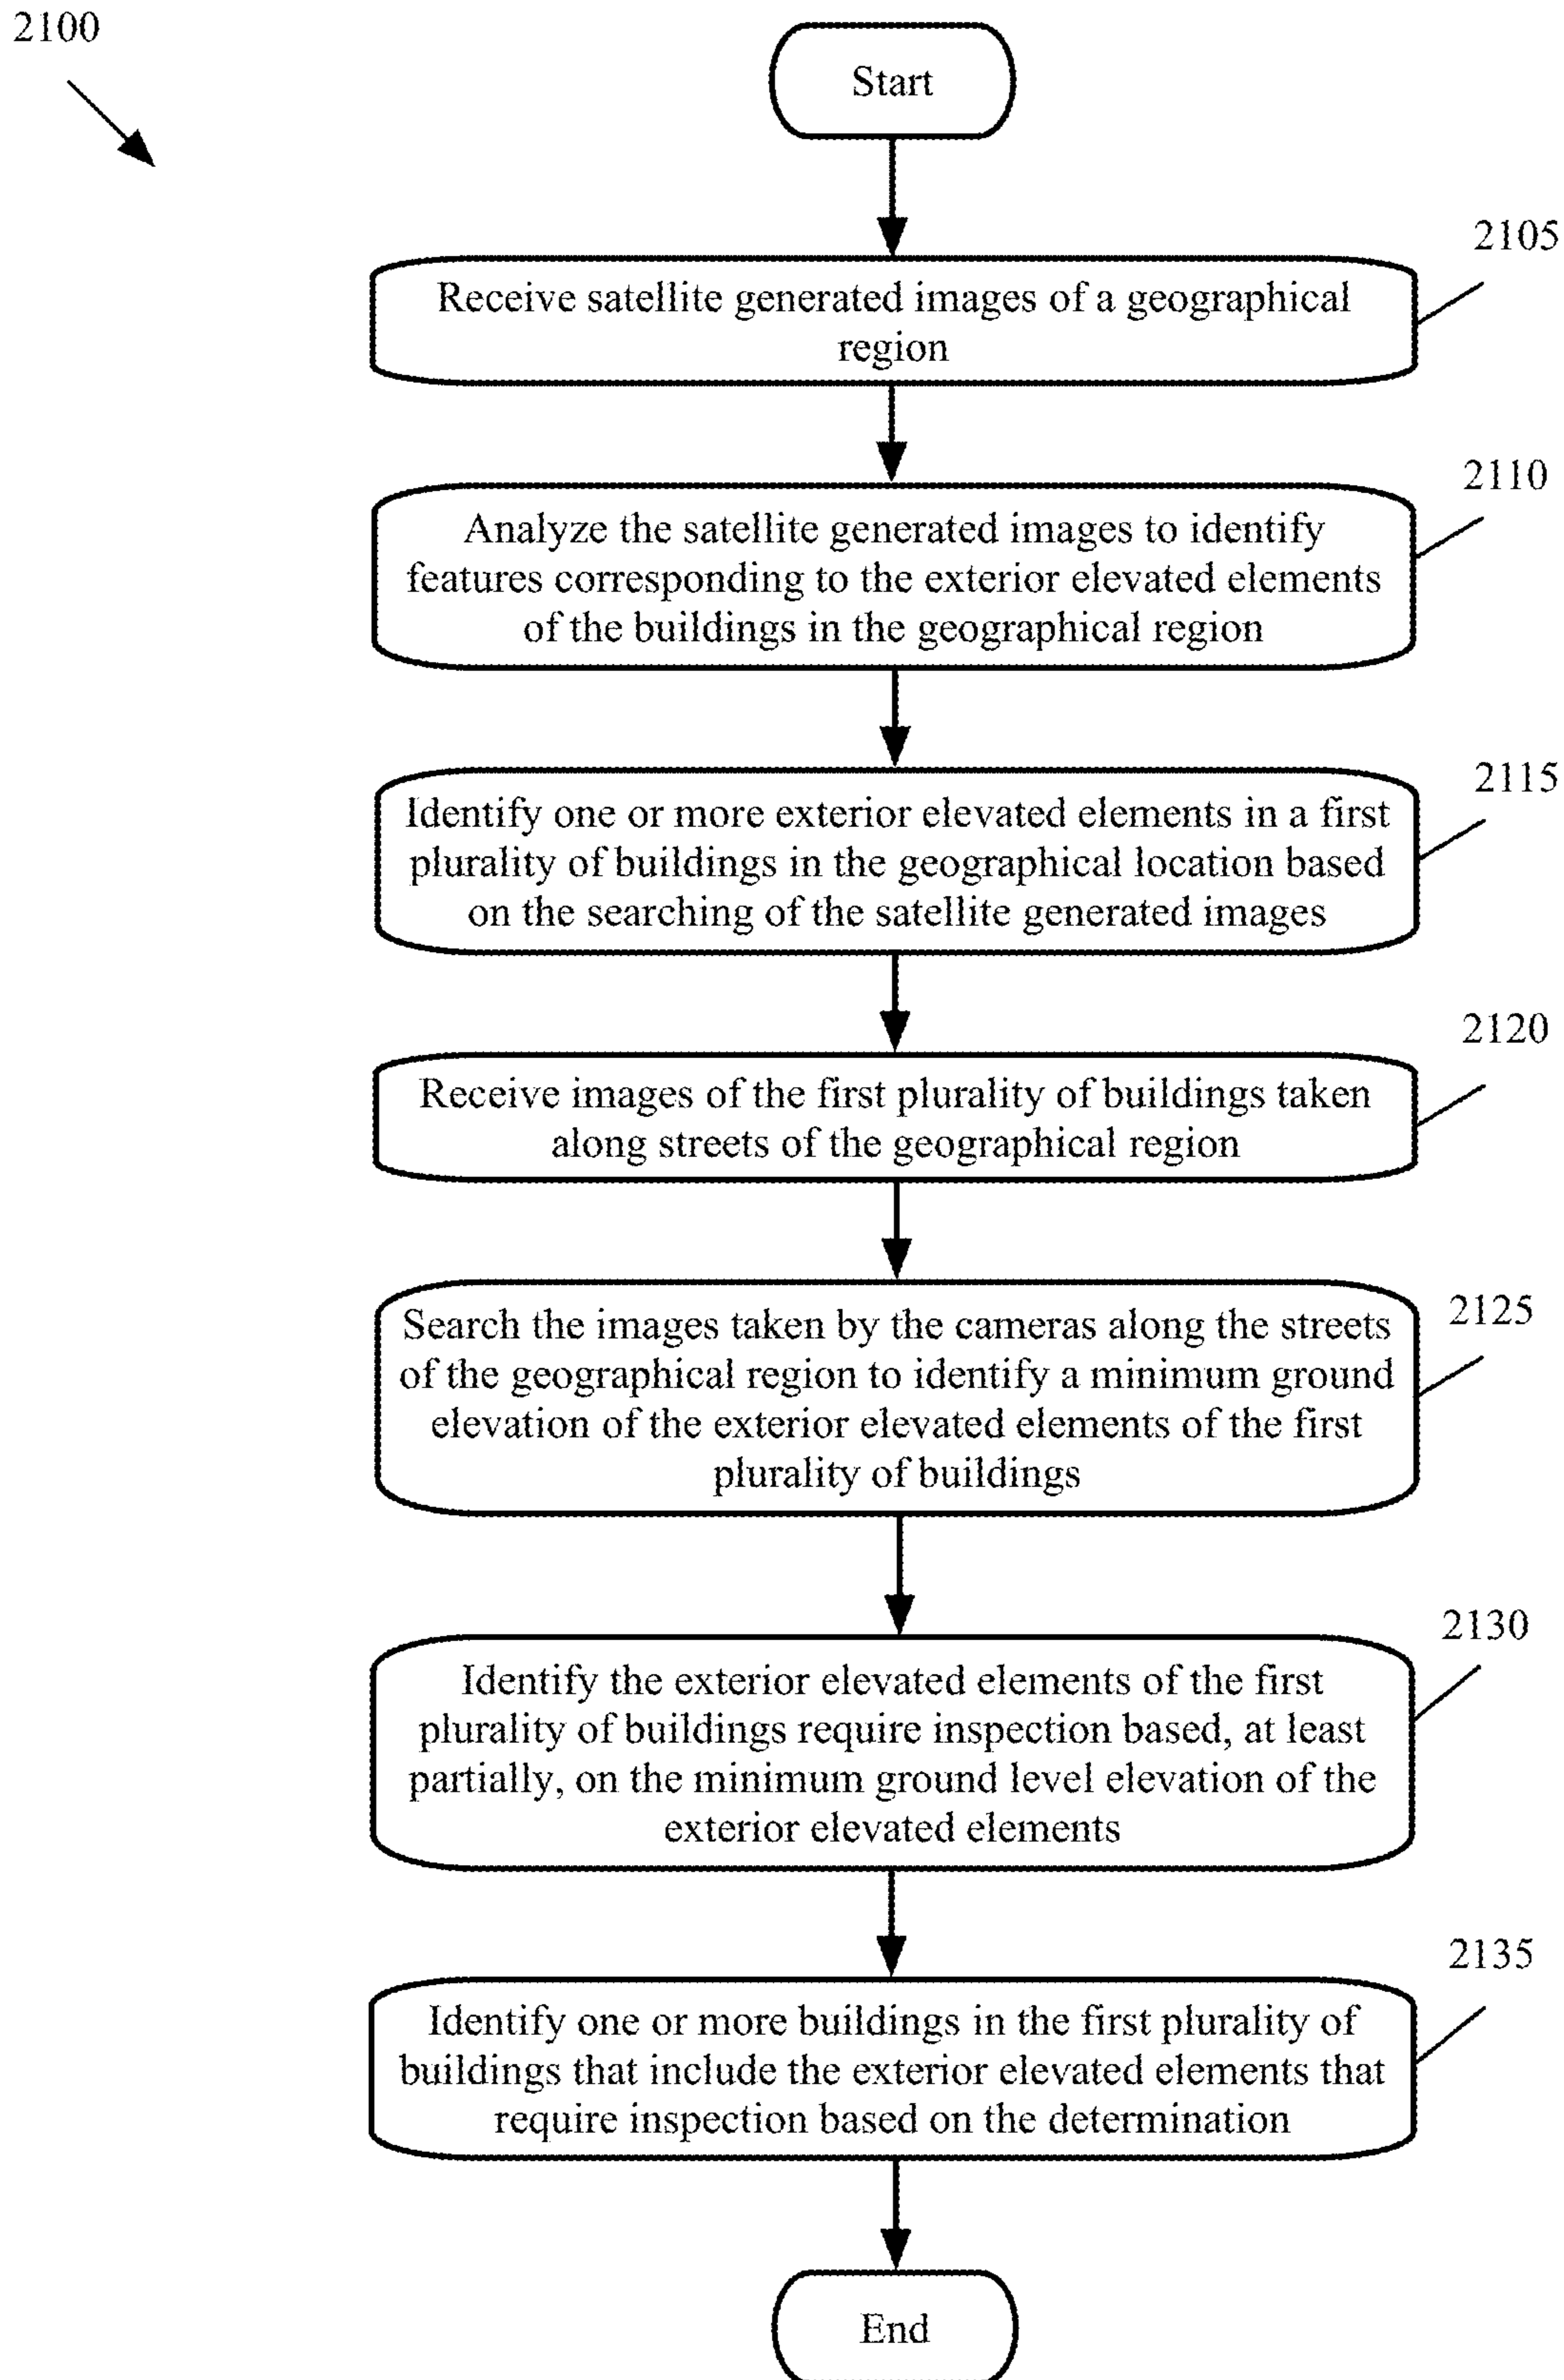 2100
Start
2105
Receive satellite generated images of a geographical
region
2110
Analyze the satellite generated images to identify
features corresponding to the exterior elevated elements
of the buildings in the geographical region
2115
Identify one or more exterior elevated elements in a first
plurality of buildings in the geographical location based
on the searching of the satellite generated images
2120
Receive images of the first plurality of buildings taken
along streets of the geographical region
2125
Search the images taken by the cameras along the streets
of the geographical region to identify a minimum ground
elevation of the exterior elevated elements of the first
plurality of buildings
2130
Identify the exterior elevated elements of the first
plurality of buildings require inspection based, at least
partially, on the minimum ground level elevation of the
exterior elevated elements
2135
Identify one or more buildings in the first plurality of
buildings that include the exterior elevated elements that
require inspection based on the determination
End